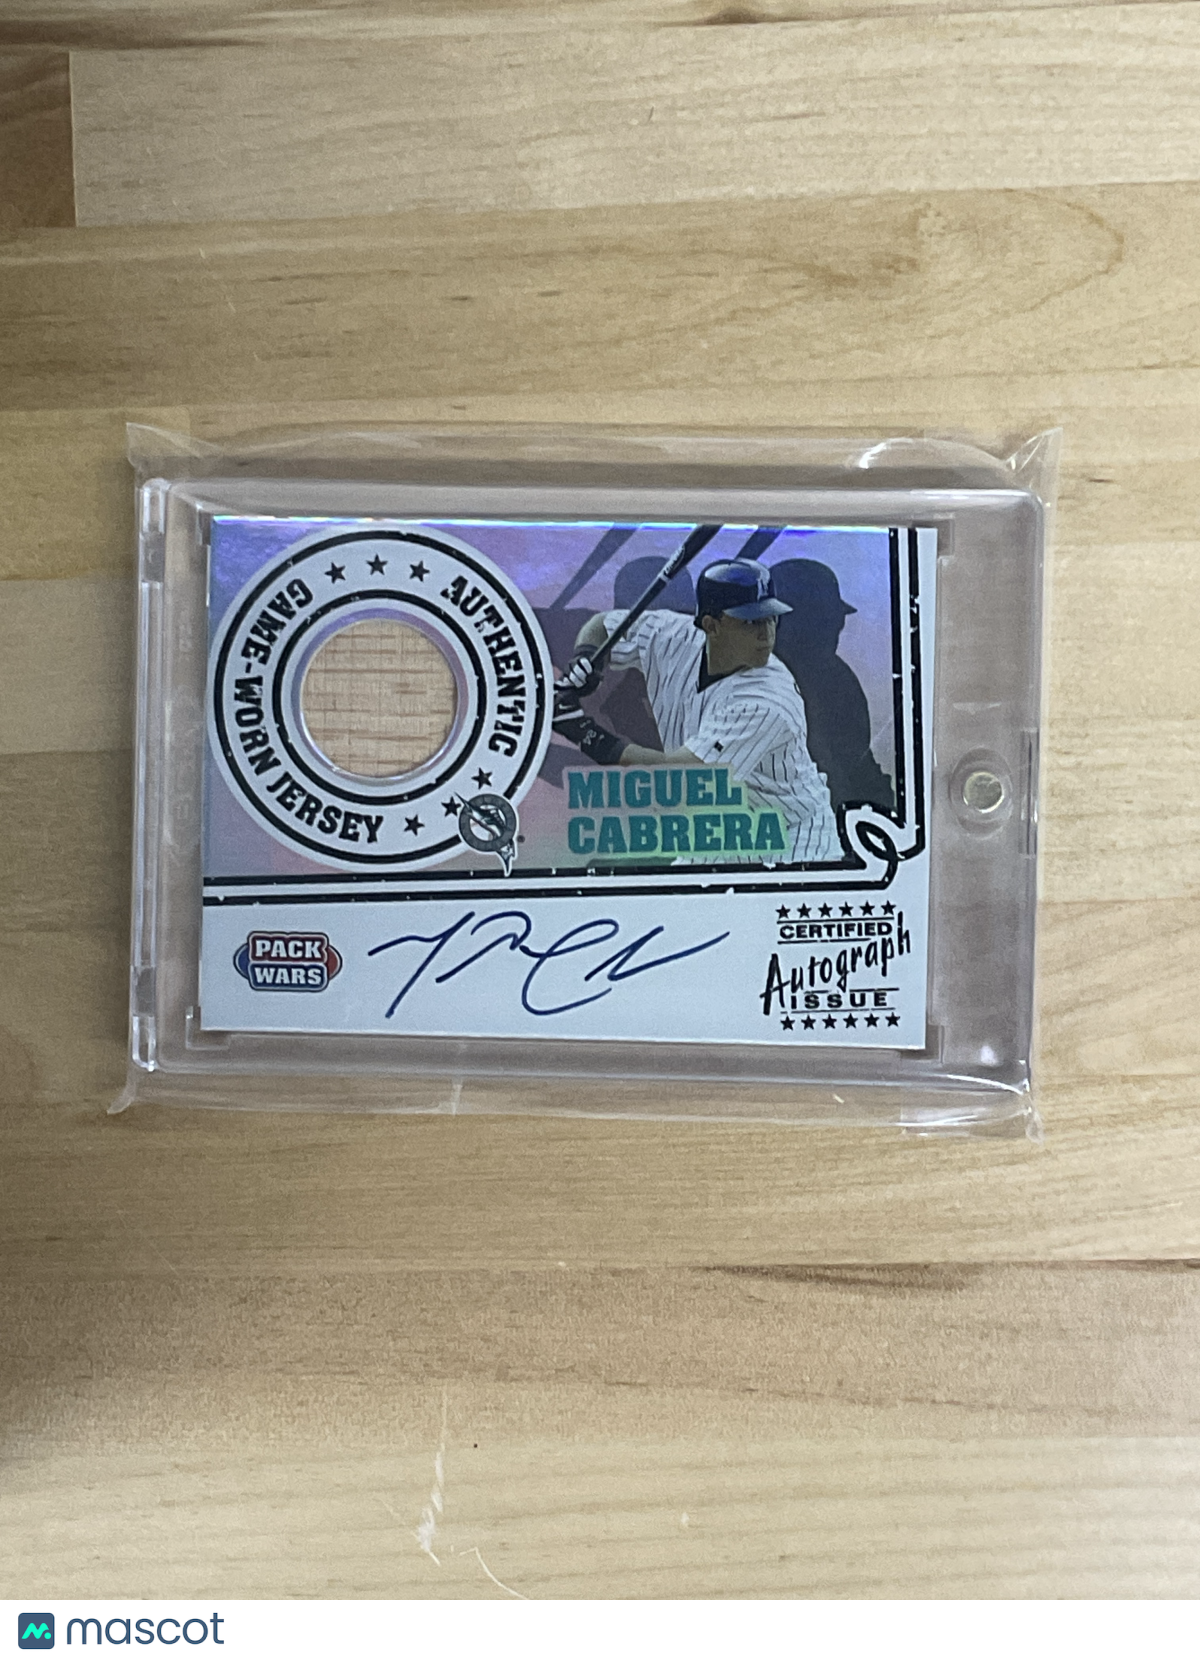 AUTHENTIC
GAME-WORN JERSEY
MIGUEL
CABRERA
PACK
WARS
CERTIFIED
Autograph
ISSUE
mascot